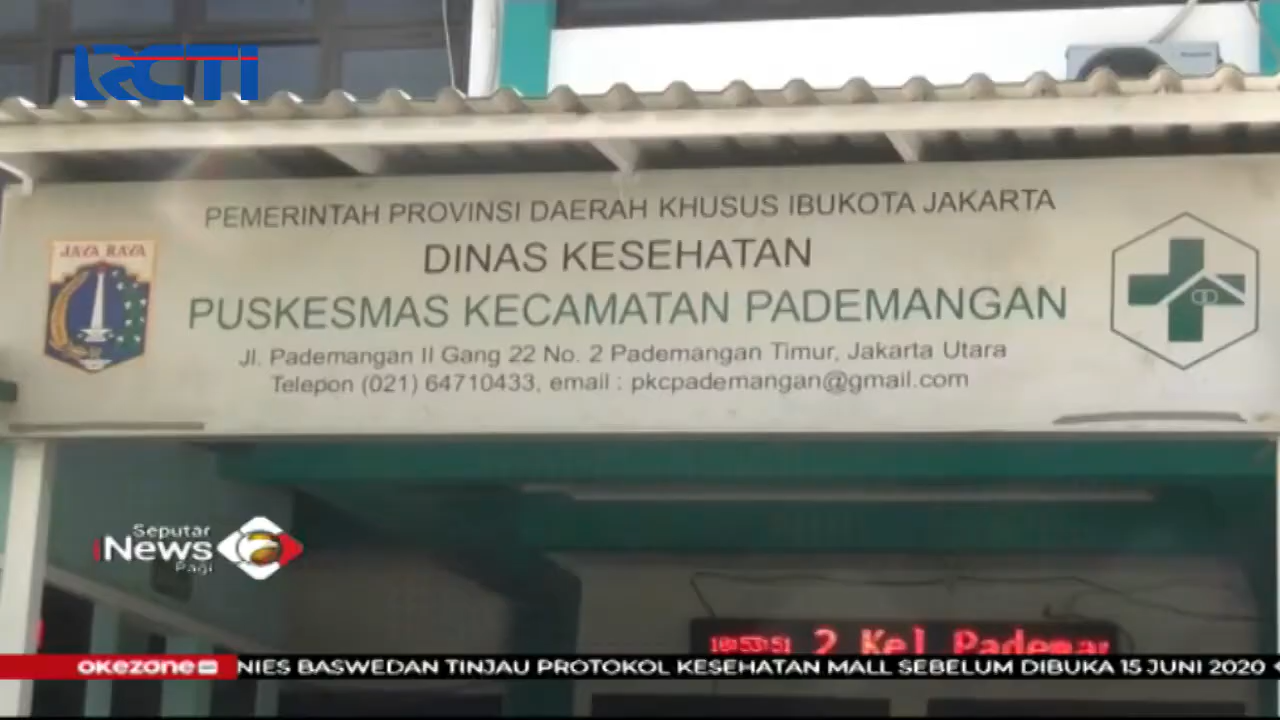 RCTI
PEMERINTAH PROVINSI DAERAH KHUSUS IBUKOTA JAKARTA
JAYA RAYA
DINAS KESEHATAN
PUSKESMAS KECAMATAN PADEMANGAN
Jl. Pademangan II Gang 22 No. 2 Pademangan Timur, Jakarta Utara
Telepon (021) 64710433, email : pkcpademangan@gmail.com
Seputar
iNews
Pagi
2 Kel Pademan
okezone
NIES BASWEDAN TINJAU PROTOKOL KESEHATAN MALL SEBELUM DIBUKA 15 JUNI 2020